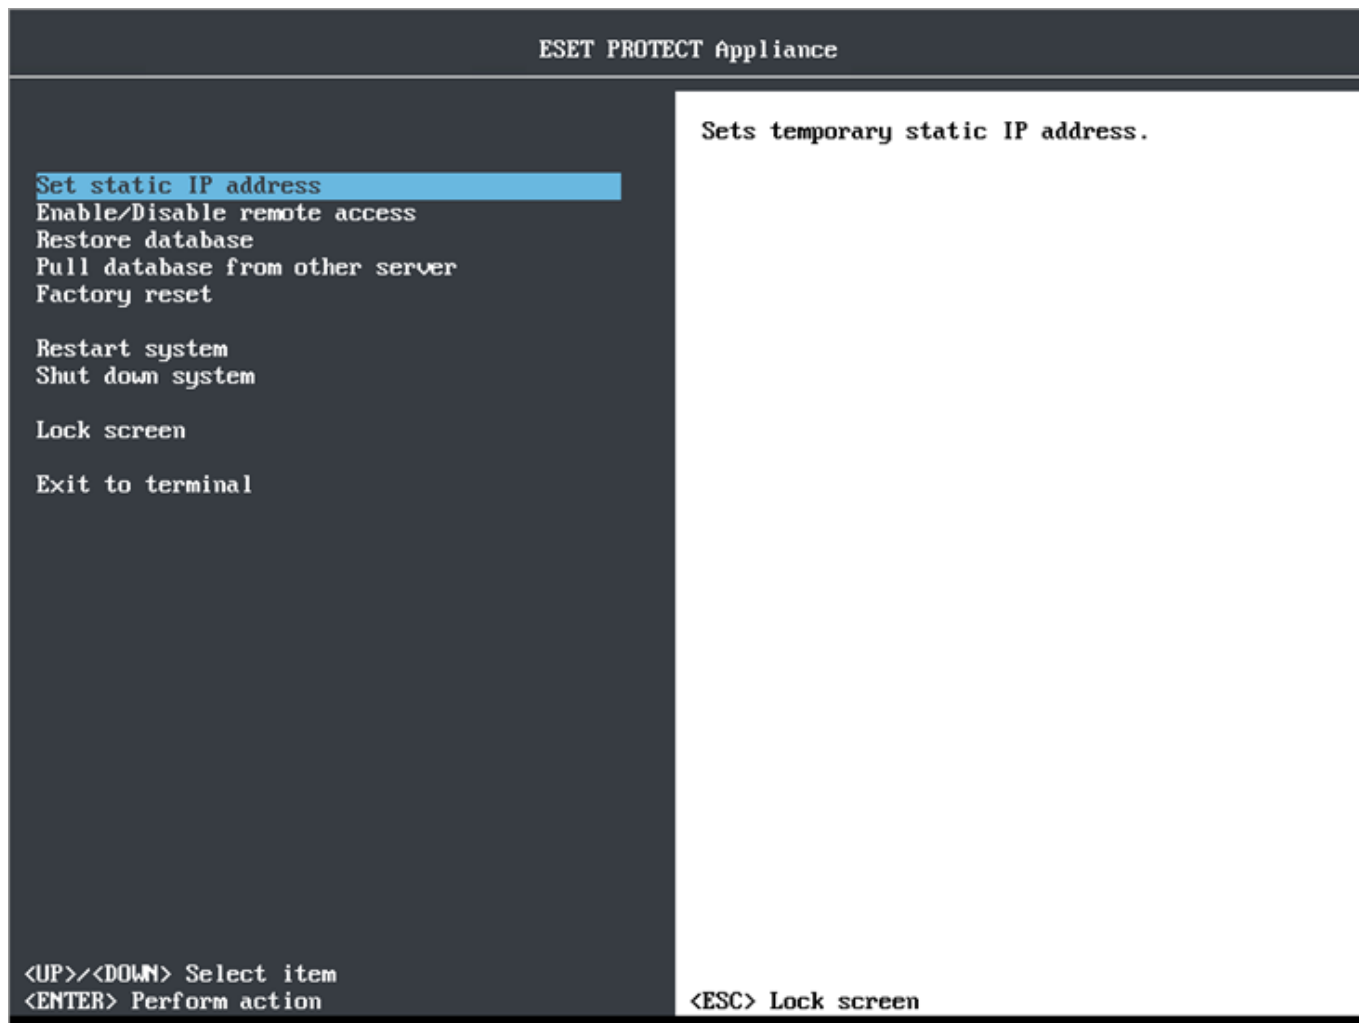 ESET PROTECT Appliance
Set static IP address
Enable/Disable remote access
Restore database
Pull database from other server
Factory reset
Restart system
Shut down system
Lock screen
Exit to terminal
<UP>/<DOWN> Select item
<ENTER> Perform action
Sets temporary static IP address.
<ESC> Lock screen